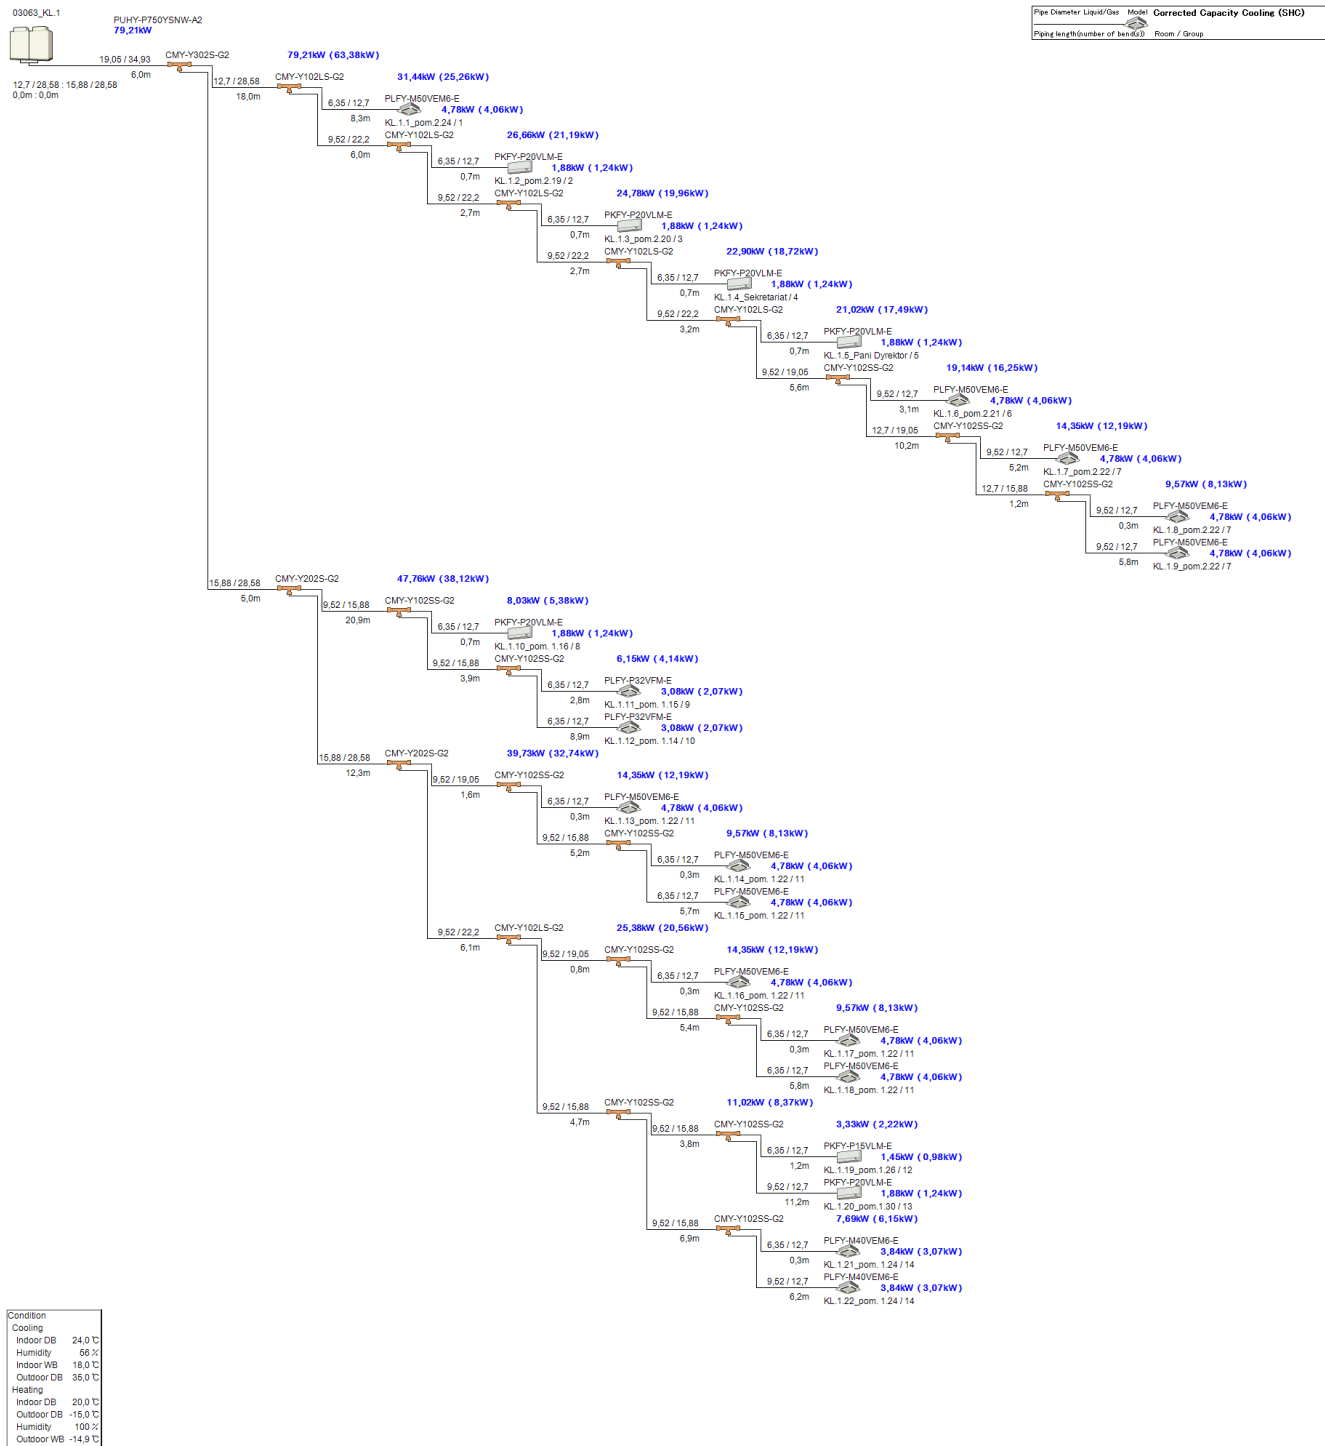 03063_KL.1
PUHY-P750YSNW-A2
79,21kW
Pipe Diameter Liquid/Gas Model Corrected Capacity Cooling (SHC)
Piping length(number of bend(s)) Room / Group
19,05 / 34,93
6,0m
12,7 / 28,58 : 15,88 / 28,58
0,0m : 0,0m
CMY-Y302S-G2
79,21kW (63,38kW)
12,7 / 28,58
18,0m
CMY-Y102LS-G2
31,44kW (25,26kW)
6,35 / 12,7
8,3m
PLFY-M50VEM6-E
4,78kW (4,06kW)
KL.1.1_pom.2.24 / 1
9,52 / 22,2
6,0m
CMY-Y102LS-G2
26,66kW (21,19kW)
6,35 / 12,7
0,7m
PKFY-P20VLM-E
1,88kW (1,24kW)
KL.1.2_pom.2.19 / 2
9,52 / 22,2
2,7m
CMY-Y102LS-G2
24,78kW (19,96kW)
6,35 / 12,7
0,7m
PKFY-P20VLM-E
1,88kW (1,24kW)
KL.1.3_pom.2.20 / 3
9,52 / 22,2
2,7m
CMY-Y102LS-G2
22,90kW (18,72kW)
6,35 / 12,7
0,7m
PKFY-P20VLM-E
1,88kW (1,24kW)
KL.1.4_Sekretariat / 4
9,52 / 22,2
3,2m
CMY-Y102LS-G2
21,02kW (17,49kW)
6,35 / 12,7
0,7m
PKFY-P20VLM-E
1,88kW (1,24kW)
KL.1.5_Pani Dyrektor / 5
9,52 / 19,05
5,6m
CMY-Y102SS-G2
19,14kW (16,25kW)
9,52 / 12,7
3,1m
PLFY-M50VEM6-E
4,78kW (4,06kW)
KL.1.6_pom.2.21 / 6
12,7 / 19,05
10,2m
CMY-Y102SS-G2
14,35kW (12,19kW)
9,52 / 12,7
5,2m
PLFY-M50VEM6-E
4,78kW (4,06kW)
KL.1.7_pom.2.22 / 7
12,7 / 15,88
1,2m
CMY-Y102SS-G2
9,57kW (8,13kW)
9,52 / 12,7
0,3m
PLFY-M50VEM6-E
4,78kW (4,06kW)
KL.1.8_pom.2.22 / 7
9,52 / 12,7
5,8m
PLFY-M50VEM6-E
4,78kW (4,06kW)
KL.1.9_pom.2.22 / 7
15,88 / 28,58
5,0m
CMY-Y202S-G2
47,76kW (38,12kW)
9,52 / 15,88
20,9m
CMY-Y102SS-G2
8,03kW (5,38kW)
6,35 / 12,7
0,7m
PKFY-P20VLM-E
1,88kW (1,24kW)
KL.1.10_pom. 1.16 / 8
9,52 / 15,88
3,9m
CMY-Y102SS-G2
6,15kW (4,14kW)
6,35 / 12,7
2,8m
PLFY-P32VFM-E
3,08kW (2,07kW)
KL.1.11_pom. 1.15 / 9
6,35 / 12,7
8,9m
PLFY-P32VFM-E
3,08kW (2,07kW)
KL.1.12_pom. 1.14 / 10
15,88 / 28,58
12,3m
CMY-Y202S-G2
39,73kW (32,74kW)
9,52 / 19,05
1,6m
CMY-Y102SS-G2
14,35kW (12,19kW)
6,35 / 12,7
0,3m
PLFY-M50VEM6-E
4,78kW (4,06kW)
KL.1.13_pom. 1.22 / 11
9,52 / 15,88
5,2m
CMY-Y102SS-G2
9,57kW (8,13kW)
6,35 / 12,7
0,3m
PLFY-M50VEM6-E
4,78kW (4,06kW)
KL.1.14_pom. 1.22 / 11
6,35 / 12,7
5,7m
PLFY-M50VEM6-E
4,78kW (4,06kW)
KL.1.15_pom. 1.22 / 11
9,52 / 22,2
6,1m
CMY-Y102LS-G2
25,38kW (20,56kW)
9,52 / 19,05
0,8m
CMY-Y102SS-G2
14,35kW (12,19kW)
6,35 / 12,7
0,3m
PLFY-M50VEM6-E
4,78kW (4,06kW)
KL.1.16_pom. 1.22 / 11
9,52 / 15,88
5,4m
CMY-Y102SS-G2
9,57kW (8,13kW)
6,35 / 12,7
0,3m
PLFY-M50VEM6-E
4,78kW (4,06kW)
KL.1.17_pom. 1.22 / 11
6,35 / 12,7
5,8m
PLFY-M50VEM6-E
4,78kW (4,06kW)
KL.1.18_pom. 1.22 / 11
9,52 / 15,88
4,7m
CMY-Y102SS-G2
11,02kW (8,37kW)
9,52 / 15,88
3,8m
CMY-Y102SS-G2
3,33kW (2,22kW)
6,35 / 12,7
1,2m
PKFY-P15VLM-E
1,45kW (0,98kW)
KL.1.19_pom.1.26 / 12
9,52 / 12,7
11,2m
PKFY-P20VLM-E
1,88kW (1,24kW)
KL.1.20_pom.1.30 / 13
9,52 / 15,88
6,9m
CMY-Y102SS-G2
7,69kW (6,15kW)
6,35 / 12,7
0,3m
PLFY-M40VEM6-E
3,84kW (3,07kW)
KL.1.21_pom. 1.24 / 14
9,52 / 12,7
6,2m
PLFY-M40VEM6-E
3,84kW (3,07kW)
KL.1.22_pom. 1.24 / 14
Condition
Cooling
Indoor DB 24,0 ℃
Humidity 56 %
Indoor WB 18,0 ℃
Outdoor DB 35,0 ℃
Heating
Indoor DB 20,0 ℃
Outdoor DB -15,0 ℃
Humidity 100 %
Outdoor WB -14,9 ℃